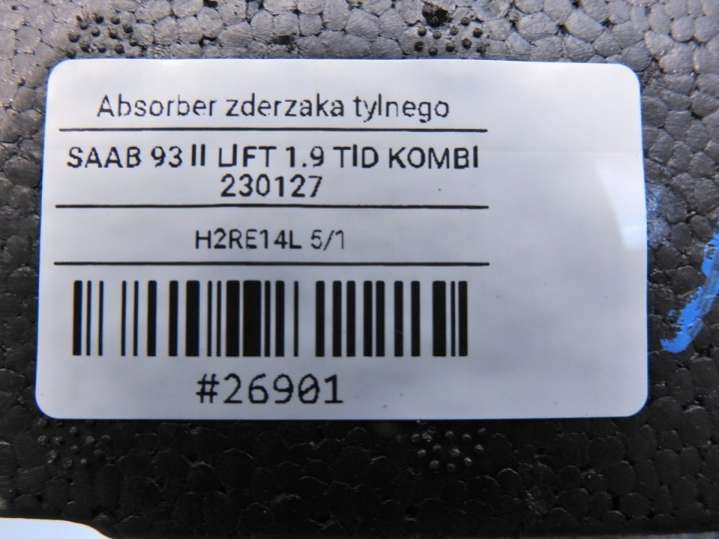 Absorber zderzaka tylnego
SAAB 93 II LIFT 1.9 TID KOMBI
230127
H2RE14L 5/1
#26901